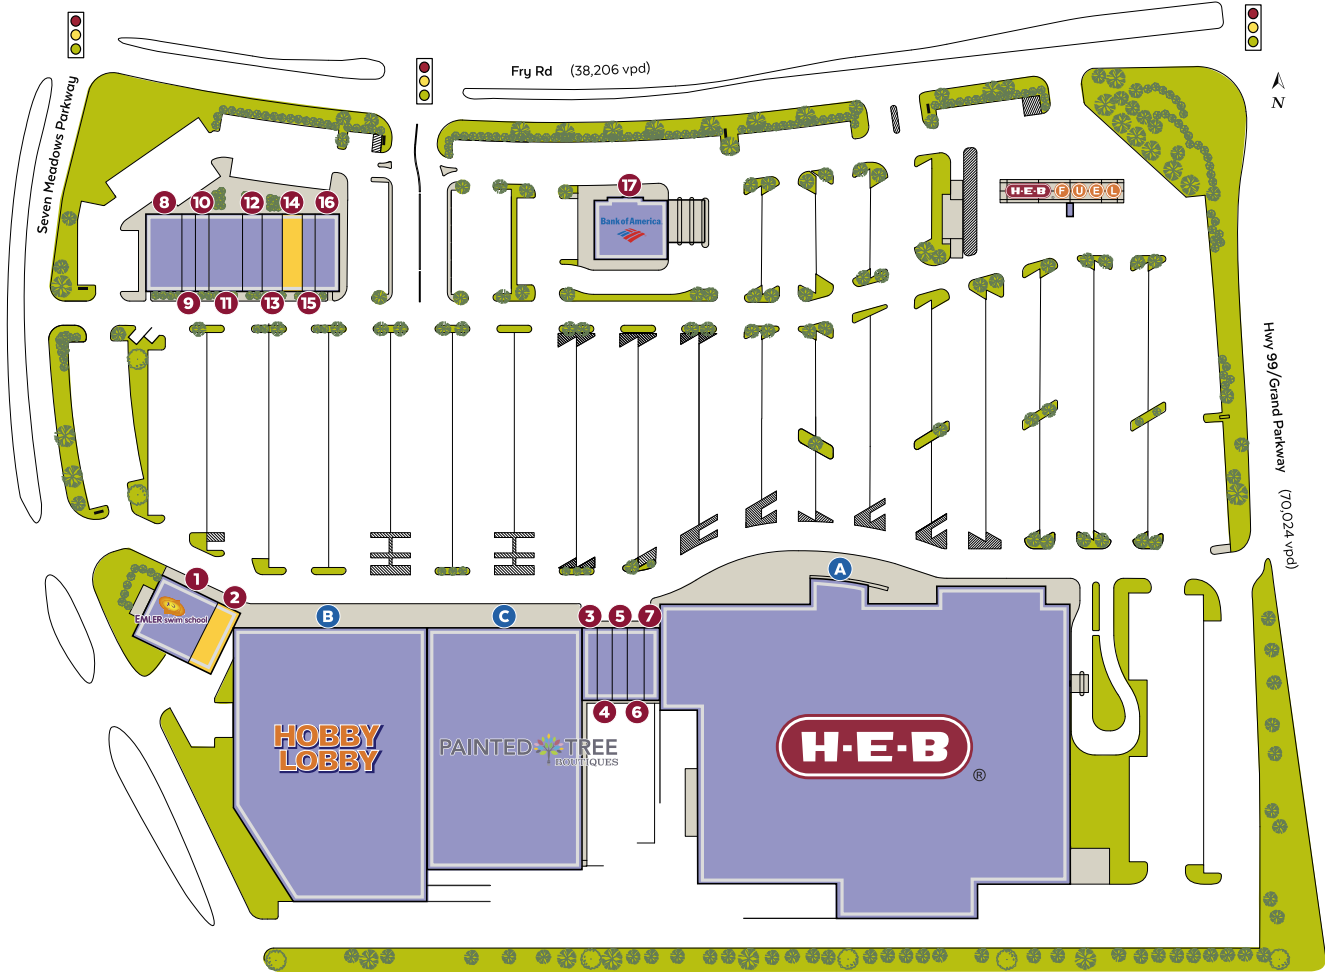 Fry Rd (38,206 vpd)
N
Seven Meadows Parkway
17
H-E-B FUEL
8 10 12 14 16
Bank of America
9 11 13 15
Hwy 99/Grand Parkway (70,024 vpd)
A
1
2
EMLER swim school
B
C
3 5 7
4 6
HOBBY
LOBBY
PAINTED TREE
BOUTIQUES
H-E-B
®